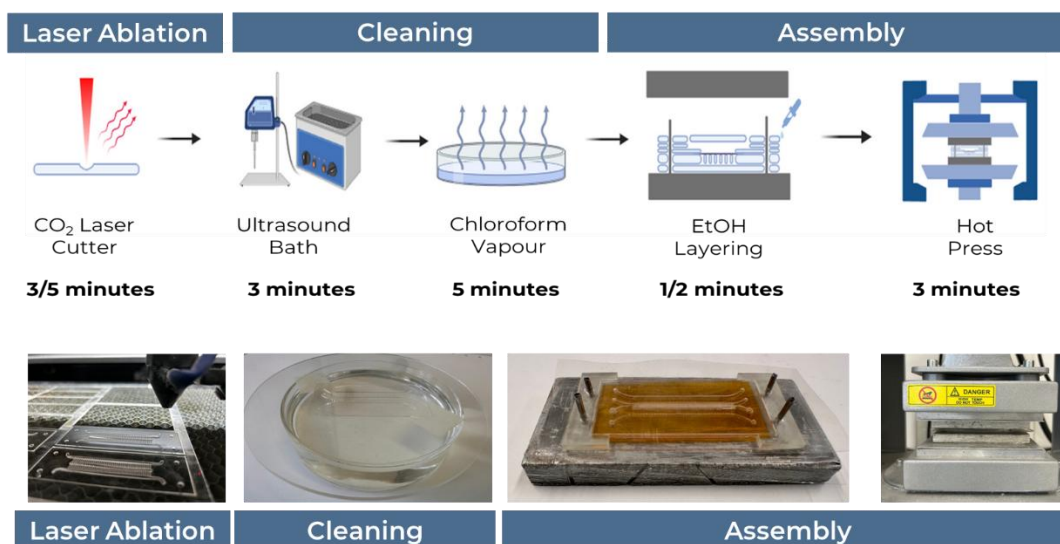 Laser Ablation
Cleaning
Assembly
CO₂ Laser
Cutter
Ultrasound
Bath
Chloroform
Vapour
EtOH
Layering
Hot
Press
3/5 minutes
3 minutes
5 minutes
1/2 minutes
3 minutes
DANGER
Laser Ablation
Cleaning
Assembly